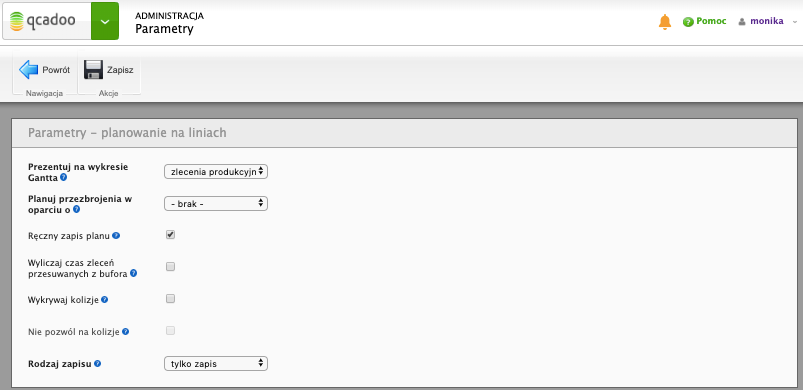 qcadoo
ADMINISTRACJA
Parametry
Pomoc
monika
Powrót
Zapisz
Nawigacja
Akcje
Parametry – planowanie na liniach
Prezentuj na wykresie
Gantta
zlecenia produkcyjn
Planuj przezbrojenia w
oparciu o
- brak -
Ręczny zapis planu
Wyliczaj czas zleceń
przesuwanych z bufora
Wykrywaj kolizje
Nie pozwól na kolizje
Rodzaj zapisu
tylko zapis